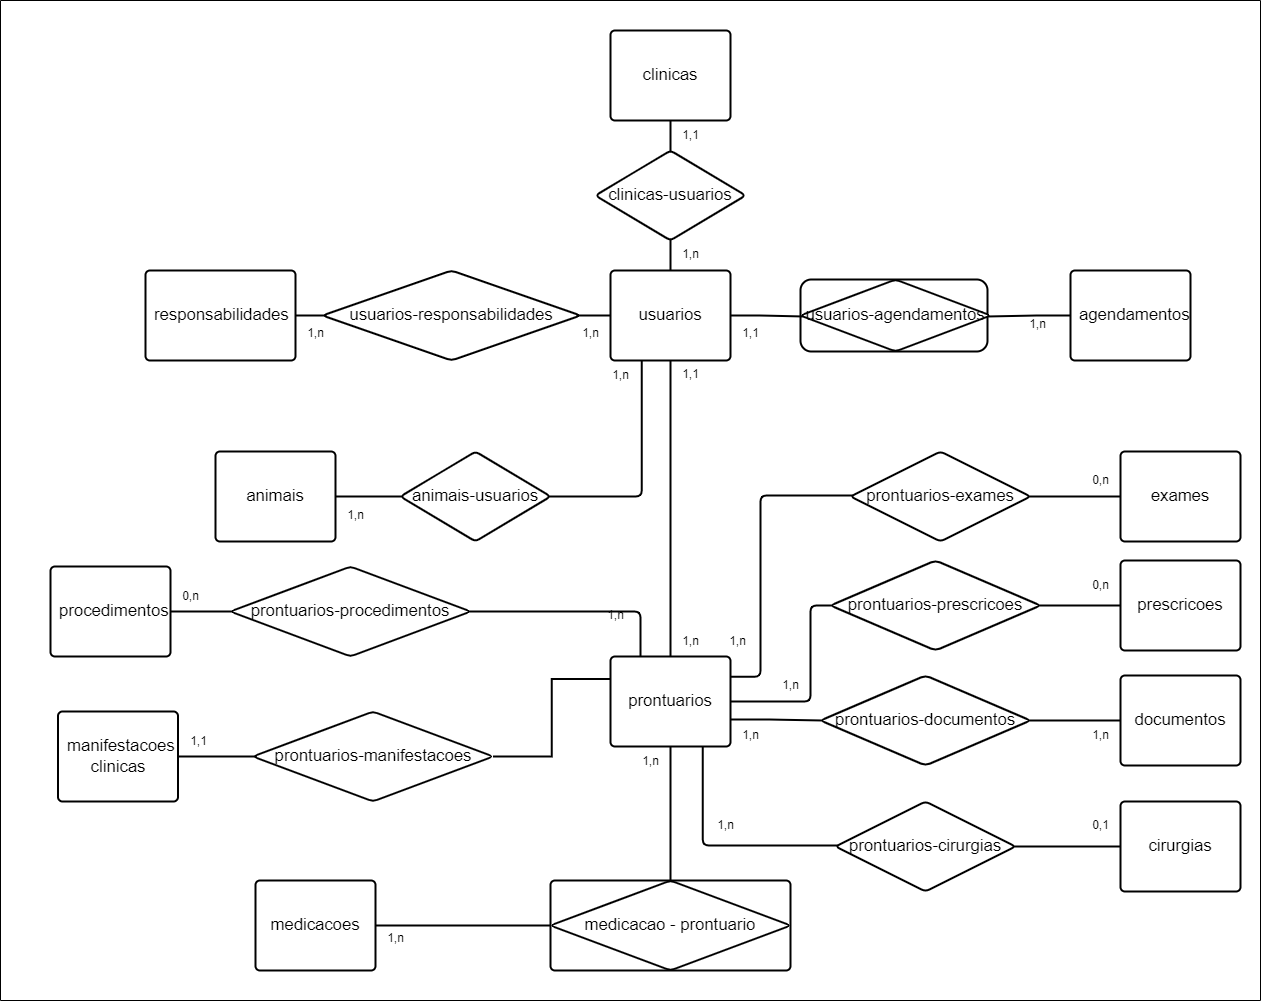 clinicas
1,1
clinicas-usuarios
1,n
responsabilidades
1,n
usuarios-responsabilidades
1,n
usuarios
1,1
usuarios-agendamentos
1,n
agendamentos
1,n
1,1
animais
1,n
animais-usuarios
prontuarios-exames
0,n
exames
procedimentos
0,n
prontuarios-procedimentos
1,n
prontuarios-prescricoes
0,n
prescricoes
1,n
1,n
1,n
prontuarios
manifestacoes
clinicas
1,1
prontuarios-manifestacoes
1,n
prontuarios-documentos
1,n
documentos
1,n
1,n
prontuarios-cirurgias
0,1
cirurgias
medicacoes
1,n
medicacao - prontuario